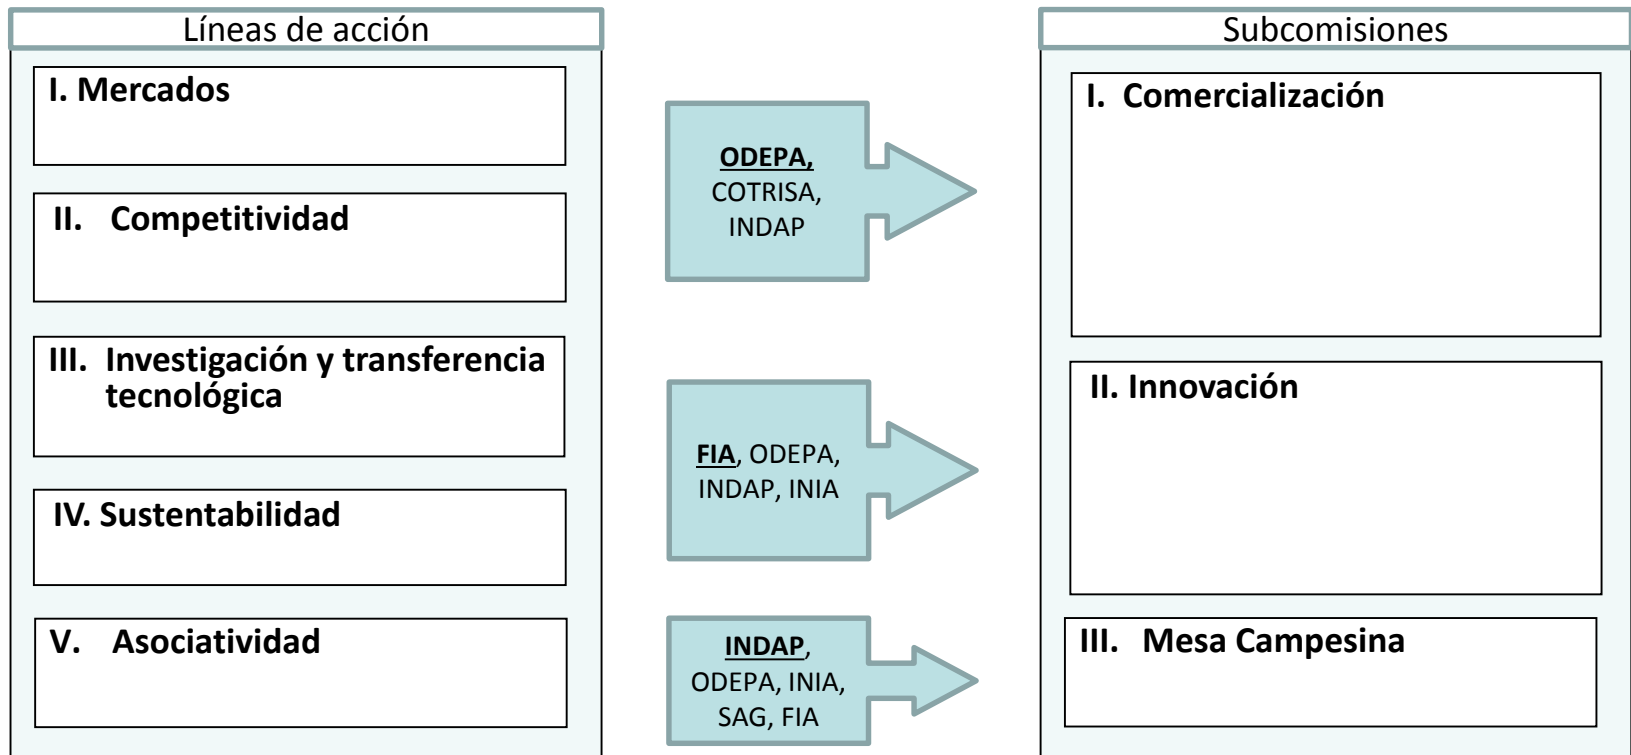 Líneas de acción
I. Mercados
II. Competitividad
III. Investigación y transferencia
tecnológica
IV. Sustentabilidad
V. Asociatividad
ODEPA,
COTRISA,
INDAP
FIA, ODEPA,
INDAP, INIA
INDAP,
ODEPA, INIA,
SAG, FIA
Subcomisiones
I. Comercialización
II. Innovación
III. Mesa Campesina